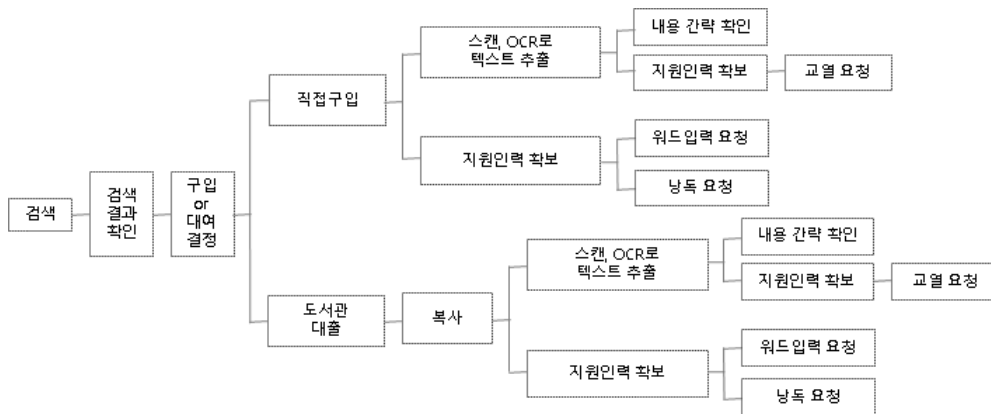 검색
검색
결과
확인
구입
or
대여
결정
직접구입
스캔, OCR로
텍스트 추출
내용 간략 확인
지원인력 확보
교열 요청
지원인력 확보
워드입력 요청
낭독 요청
도서관
대출
복사
스캔, OCR로
텍스트 추출
내용 간략 확인
지원인력 확보
교열 요청
지원인력 확보
워드입력 요청
낭독 요청